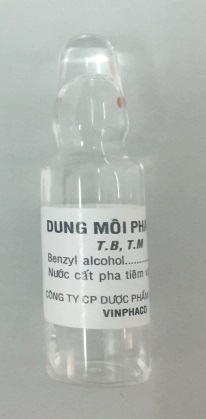 DUNG MÔI PHA
T.B, T.M
Benzyl alcohol..........
Nước cất pha tiêm v
CÔNG TY CP DƯỢC PHẨM
VINPHACO